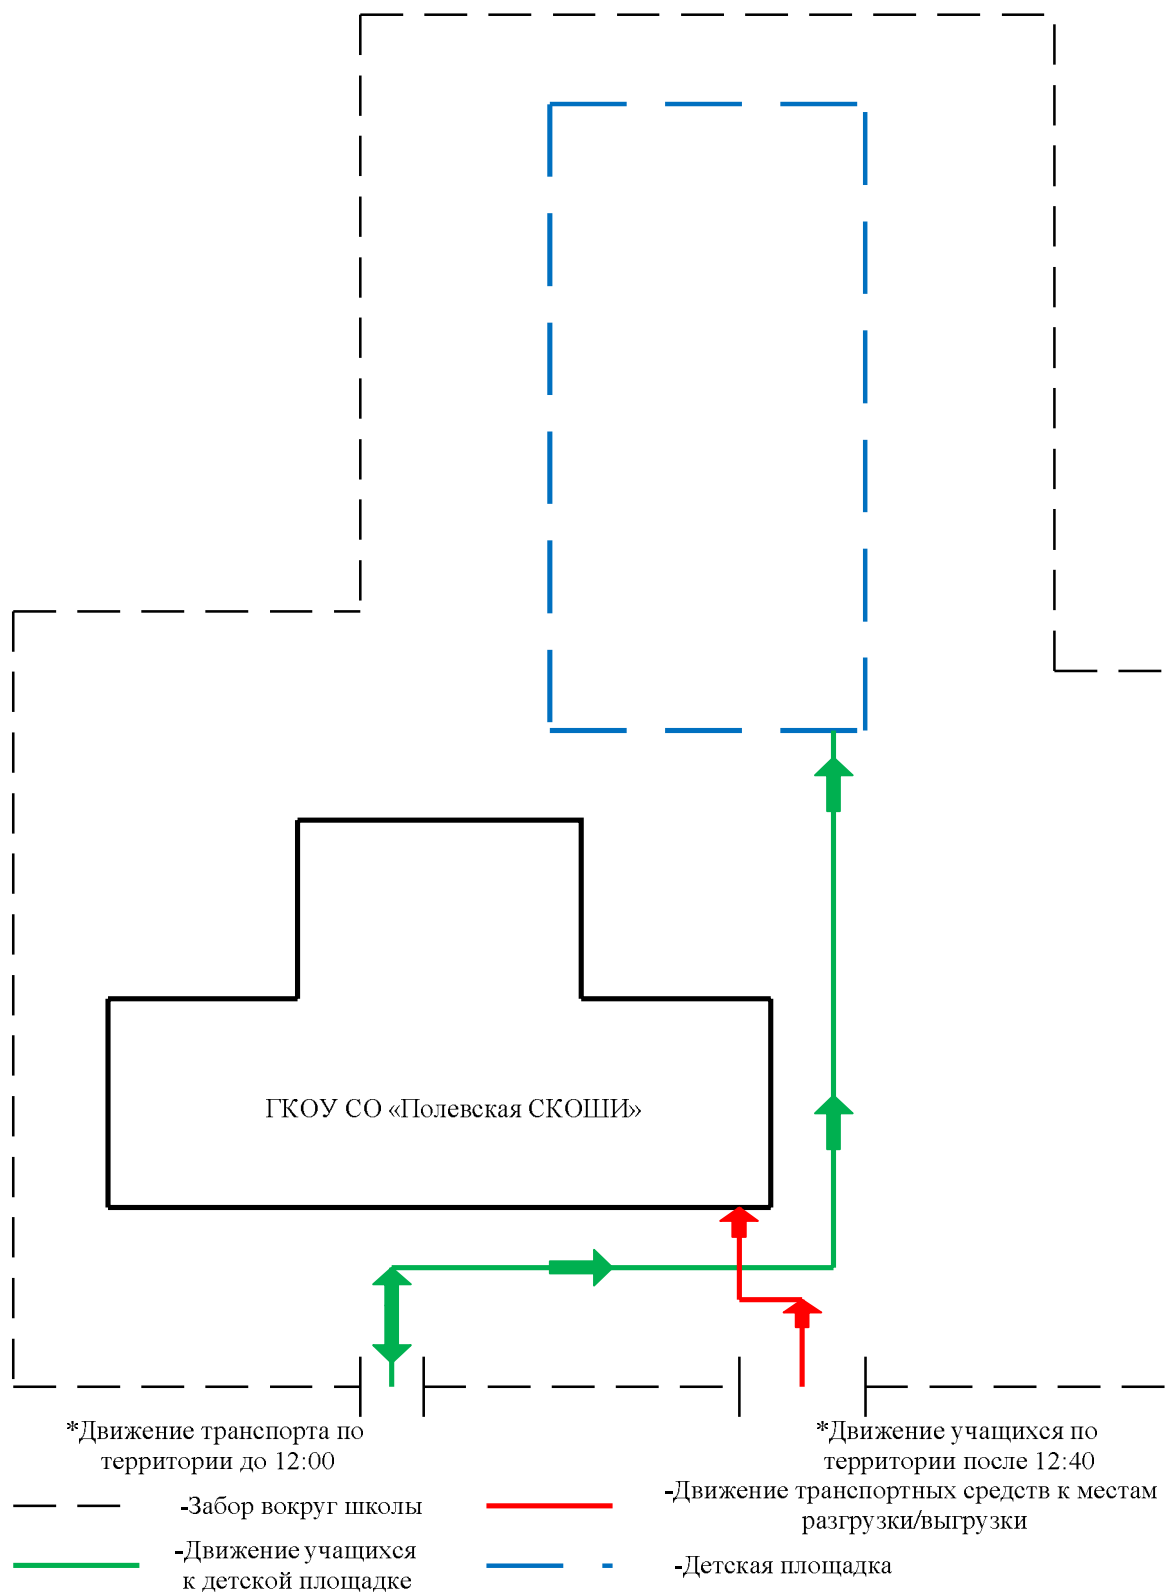 ГКОУ СО «Полевская СКОШИ»
*Движение транспорта по
территории до 12:00
*Движение учащихся по
территории после 12:40
-Забор вокруг школы
-Движение транспортных средств к местам
разгрузки/выгрузки
-Движение учащихся
к детской площадке
-Детская площадка